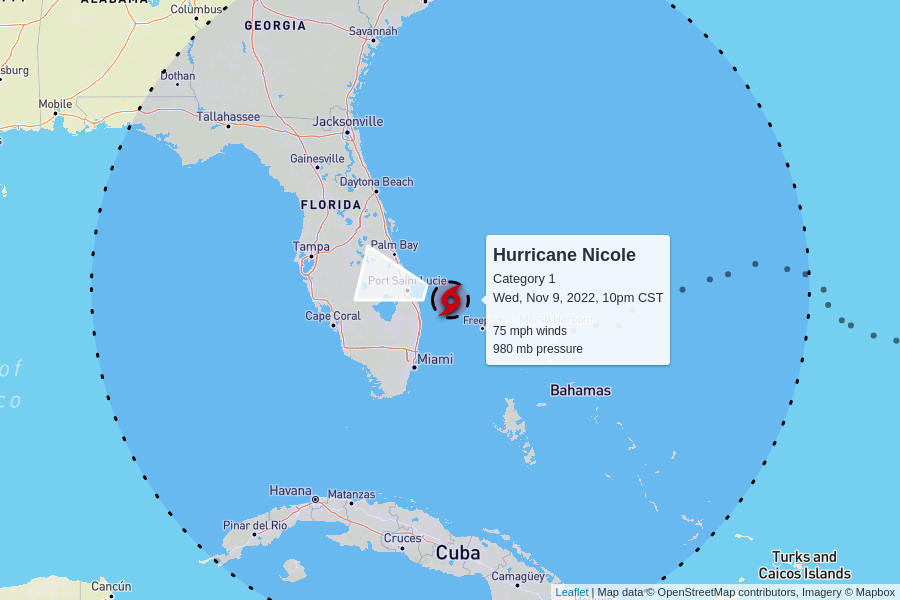 ALABAMA
Columbus
GEORGIA
Savannah
sburg
Dothan
Mobile
Tallahassee
Jacksonville
Gainesville
Daytona Beach
FLORIDA
Tampa
Palm Bay
Port Saint Lucie
Cape Coral
Miami
Hurricane Nicole
Category 1
Wed, Nov 9, 2022, 10pm CST
75 mph winds
980 mb pressure
Marsh Harbour
Bahamas
of
co
Havana
Matanzas
Pinar del Rio
Cruces
Cuba
Camagüey
Cancún
Turks and
Caicos Islands
Leaflet | Map data © OpenStreetMap contributors, Imagery © Mapbox